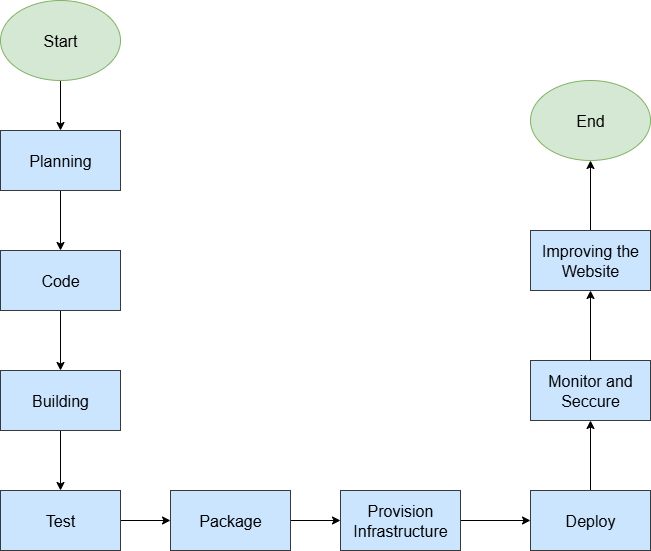 Start
Planning
Code
Building
Test
Package
Provision
Infrastructure
Deploy
Monitor and
Seccure
Improving the
Website
End